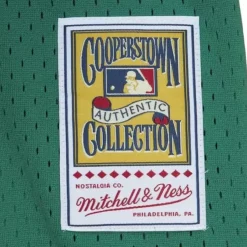 COOPERSTOWN
AUTHENTIC
COLLECTION
NOSTALGIA CO.
Mitchell & Ness
PHILADELPHIA, PA.